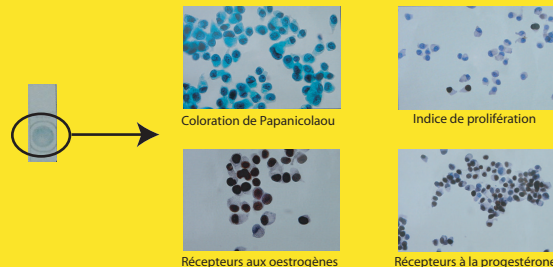 Coloration de Papanicolaou
Indice de prolifération
Récepteurs aux oestrogènes
Récepteurs à la progestérone